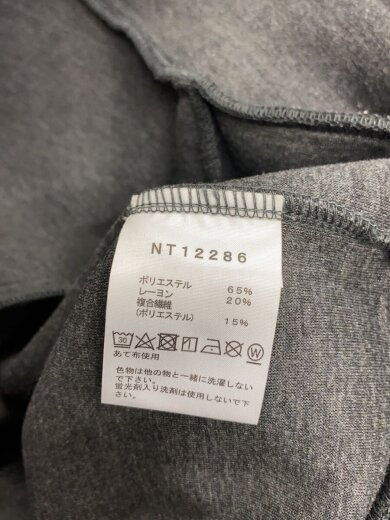 NT12286
ポリエステル 65%
レーヨン 20%
複合繊維
(ポリエステル) 15%
30 W
あて布使用
色物は他の物と一緒に洗濯しない
で下さい。
蛍光剤入り洗剤は使用しないで下
さい。